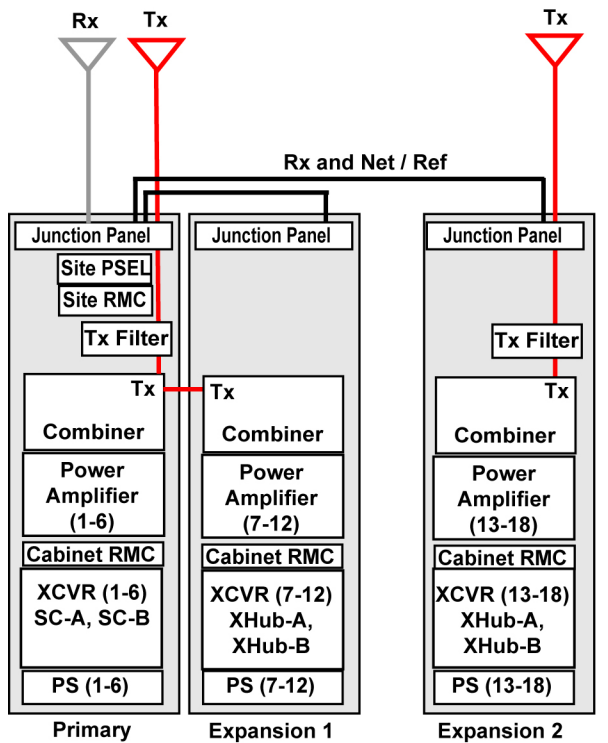 Rx
Tx
Tx
Rx and Net / Ref
Junction Panel
Site PSEL
Site RMC
Tx Filter
Tx
Combiner
Power
Amplifier
(1-6)
Cabinet RMC
XCVR (1-6)
SC-A, SC-B
PS (1-6)
Primary
Junction Panel
Tx
Combiner
Power
Amplifier
(7-12)
Cabinet RMC
XCVR (7-12)
XHub-A,
XHub-B
PS (7-12)
Expansion 1
Junction Panel
Tx Filter
Tx
Combiner
Power
Amplifier
(13-18)
Cabinet RMC
XCVR (13-18)
XHub-A,
XHub-B
PS (13-18)
Expansion 2